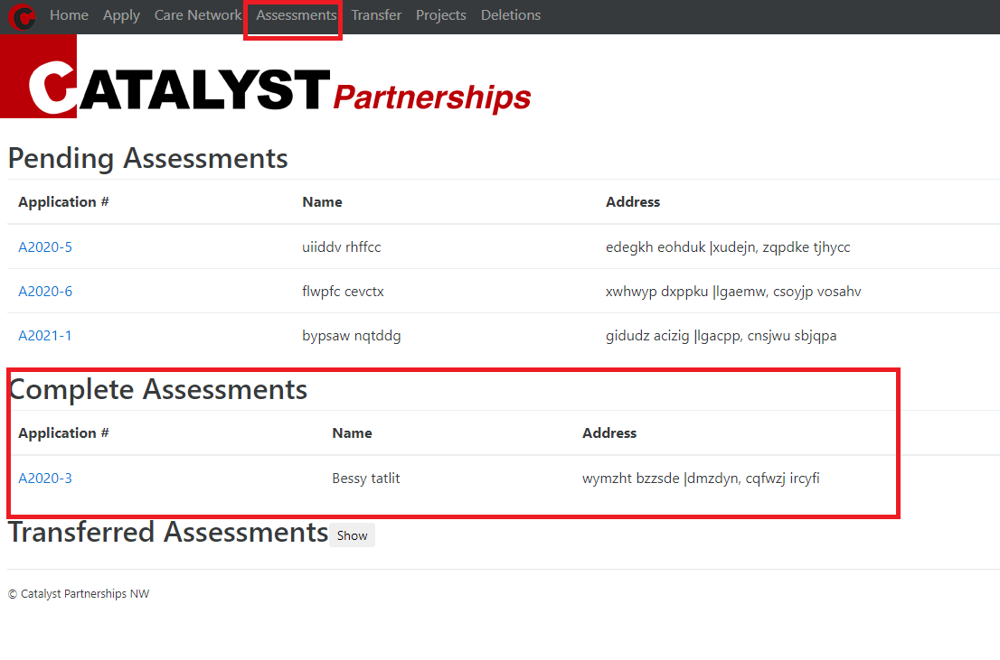 Home Apply Care Network Assessments Transfer Projects Deletions
CATALYST Partnerships
Pending Assessments
Application # Name Address
A2020-5 uiiddv rhffcc edegkh eohduk |xudejn, zqpdke tjhycc
A2020-6 flwpfc cevctx xwhwyp dxppku |lgaemw, csoyjp vosahv
A2021-1 bypsaw nqtddg gidudz acizig |lgacpp, cnsjwu sbjqpa
Complete Assessments
Application # Name Address
A2020-3 Bessy tatlit wymzht bzzsde |dmzdyn, cqfwzj ircyfi
Transferred Assessments Show
© Catalyst Partnerships NW